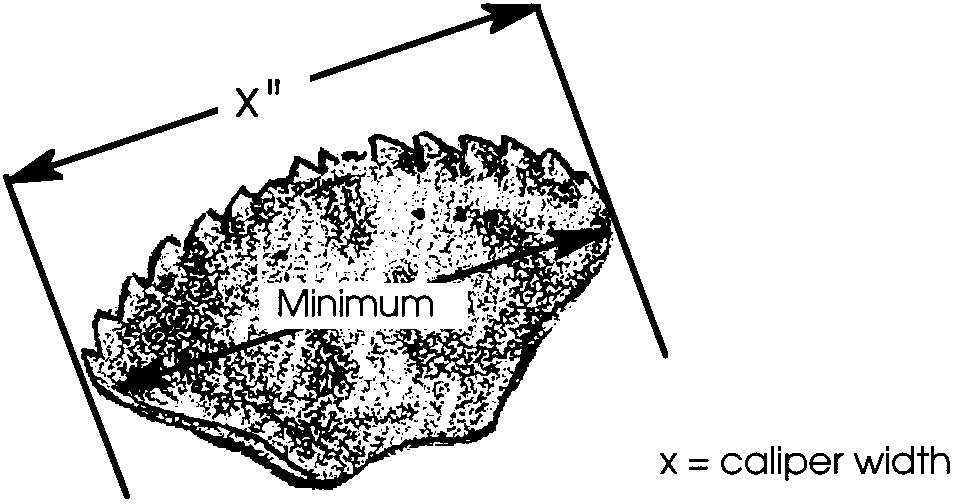 x"
Minimum
x = caliper width